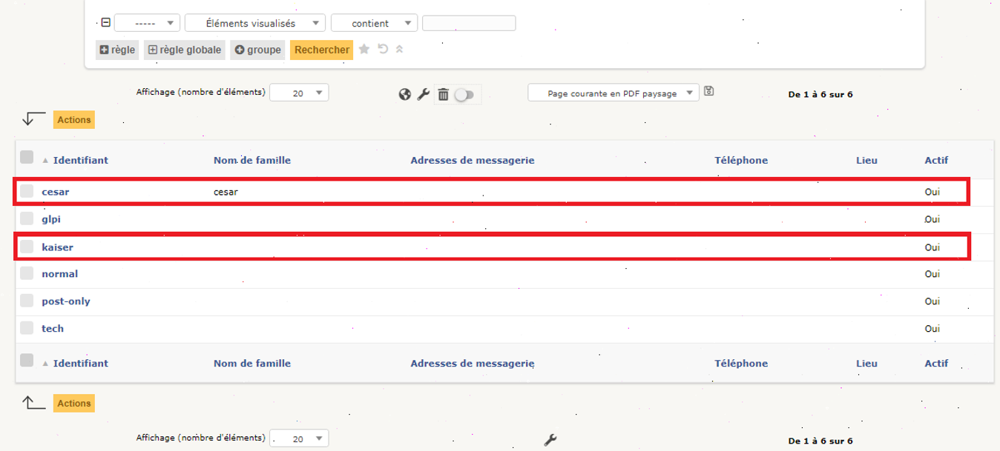 ----- Éléments visualisés contient
règle règle globale groupe Rechercher
Affichage (nombre d'éléments) 20 Page courante en PDF paysage De 1 à 6 sur 6
Actions
Identifiant Nom de famille Adresses de messagerie Téléphone Lieu Actif
cesar cesar Oui
glpi Oui
kaiser Oui
normal Oui
post-only Oui
tech Oui
Identifiant Nom de famille Adresses de messagerie Téléphone Lieu Actif
Actions
Affichage (nombre d'éléments) 20 De 1 à 6 sur 6